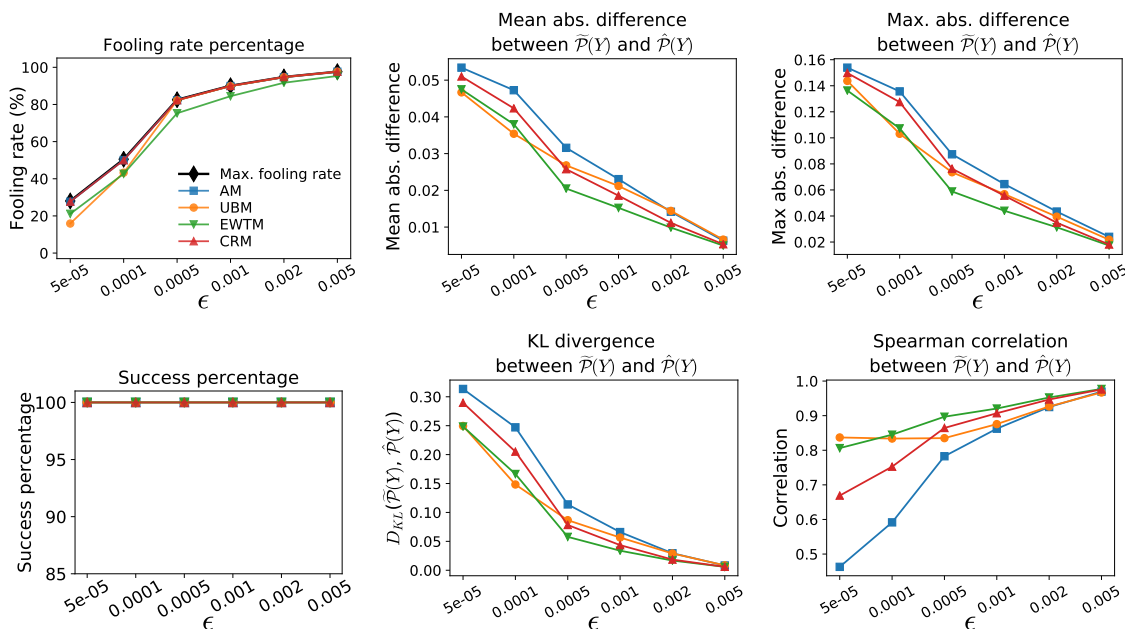 Fooling rate percentage
Fooling rate (%)
100
80
60
40
20
0
Max. fooling rate
AM
UBM
EWTM
CRM
5e-05
0.0001
0.0005
0.001
0.002
0.005
ϵ
Mean abs. difference
between P̃(Y) and P̂(Y)
Mean abs. difference
0.05
0.04
0.03
0.02
0.01
5e-05
0.0001
0.0005
0.001
0.002
0.005
ϵ
Max. abs. difference
between P̃(Y) and P̂(Y)
Max abs. difference
0.16
0.14
0.12
0.10
0.08
0.06
0.04
0.02
5e-05
0.0001
0.0005
0.001
0.002
0.005
ϵ
Success percentage
Success percentage
100
95
90
85
5e-05
0.0001
0.0005
0.001
0.002
0.005
ϵ
KL divergence
between P̃(Y) and P̂(Y)
D_KL(P̃(Y), P̂(Y))
0.30
0.25
0.20
0.15
0.10
0.05
0.00
5e-05
0.0001
0.0005
0.001
0.002
0.005
ϵ
Spearman correlation
between P̃(Y) and P̂(Y)
Correlation
1.0
0.9
0.8
0.7
0.6
0.5
5e-05
0.0001
0.0005
0.001
0.002
0.005
ϵ